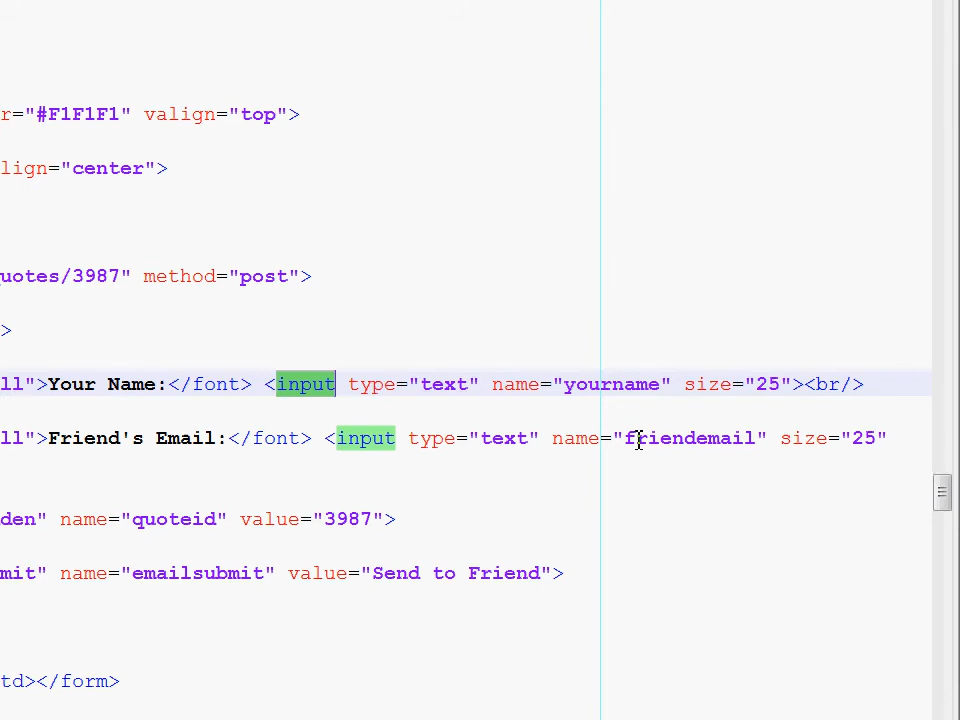 r="#F1F1F1" valign="top">
lign="center">
quotes/3987" method="post">
>
ll">Your Name:</font> <input type="text" name="yourname" size="25"><br/>
ll">Friend's Email:</font> <input type="text" name="friendemail" size="25"
den" name="quoteid" value="3987">
mit" name="emailsubmit" value="Send to Friend">
td></form>